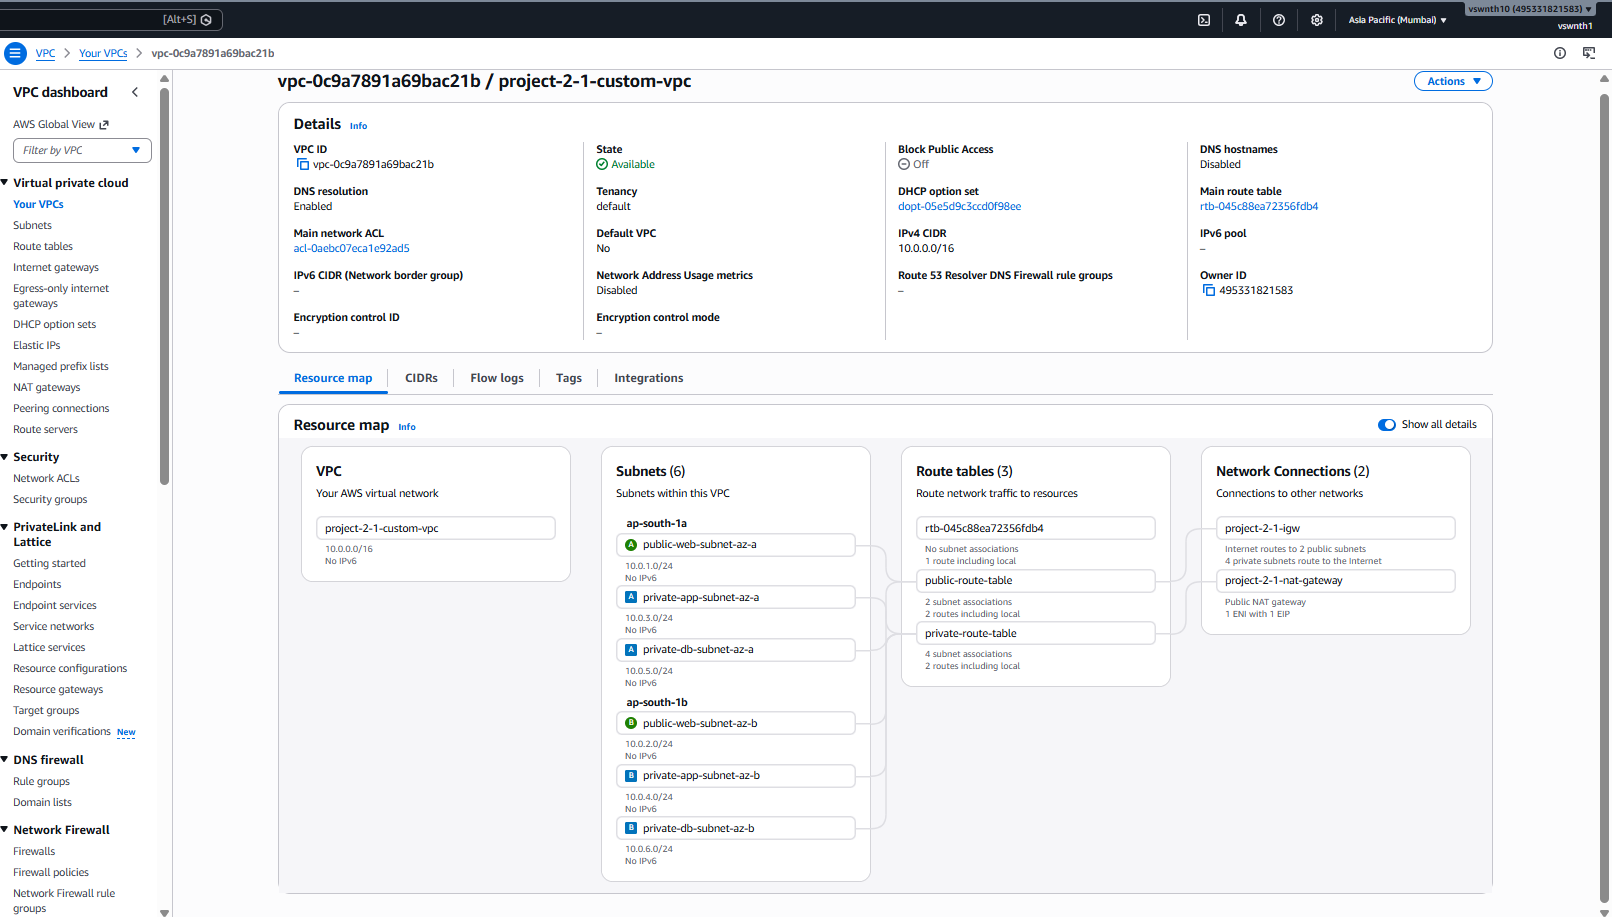 [Alt+S]
Asia Pacific (Mumbai)
vswnth10 (495331821583)
vswnth1
VPC
Your VPCs
vpc-0c9a7891a69bac21b
VPC dashboard
AWS Global View
Filter by VPC
Virtual private cloud
Your VPCs
Subnets
Route tables
Internet gateways
Egress-only internet
gateways
DHCP option sets
Elastic IPs
Managed prefix lists
NAT gateways
Peering connections
Route servers
Security
Network ACLs
Security groups
PrivateLink and
Lattice
Getting started
Endpoints
Endpoint services
Service networks
Lattice services
Resource configurations
Resource gateways
Target groups
Domain verifications New
DNS firewall
Rule groups
Domain lists
Network Firewall
Firewalls
Firewall policies
Network Firewall rule
groups
vpc-0c9a7891a69bac21b / project-2-1-custom-vpc
Actions
Details Info
VPC ID
vpc-0c9a7891a69bac21b
State
Available
Block Public Access
Off
DNS hostnames
Disabled
DNS resolution
Enabled
Tenancy
default
DHCP option set
dopt-05e5d9c3ccd0f98ee
Main route table
rtb-045c88ea72356fdb4
Main network ACL
acl-0aebc07eca1e92ad5
Default VPC
No
IPv4 CIDR
10.0.0.0/16
IPv6 pool
–
IPv6 CIDR (Network border group)
–
Network Address Usage metrics
Disabled
Route 53 Resolver DNS Firewall rule groups
–
Owner ID
495331821583
Encryption control ID
–
Encryption control mode
–
Resource map
CIDRs
Flow logs
Tags
Integrations
Resource map Info
Show all details
VPC
Your AWS virtual network
project-2-1-custom-vpc
10.0.0.0/16
No IPv6
Subnets (6)
Subnets within this VPC
ap-south-1a
A public-web-subnet-az-a
10.0.1.0/24
No IPv6
A private-app-subnet-az-a
10.0.3.0/24
No IPv6
A private-db-subnet-az-a
10.0.5.0/24
No IPv6
ap-south-1b
B public-web-subnet-az-b
10.0.2.0/24
No IPv6
B private-app-subnet-az-b
10.0.4.0/24
No IPv6
B private-db-subnet-az-b
10.0.6.0/24
No IPv6
Route tables (3)
Route network traffic to resources
rtb-045c88ea72356fdb4
No subnet associations
1 route including local
public-route-table
2 subnet associations
2 routes including local
private-route-table
4 subnet associations
2 routes including local
Network Connections (2)
Connections to other networks
project-2-1-igw
Internet routes to 2 public subnets
4 private subnets route to the Internet
project-2-1-nat-gateway
Public NAT gateway
1 ENI with 1 EIP